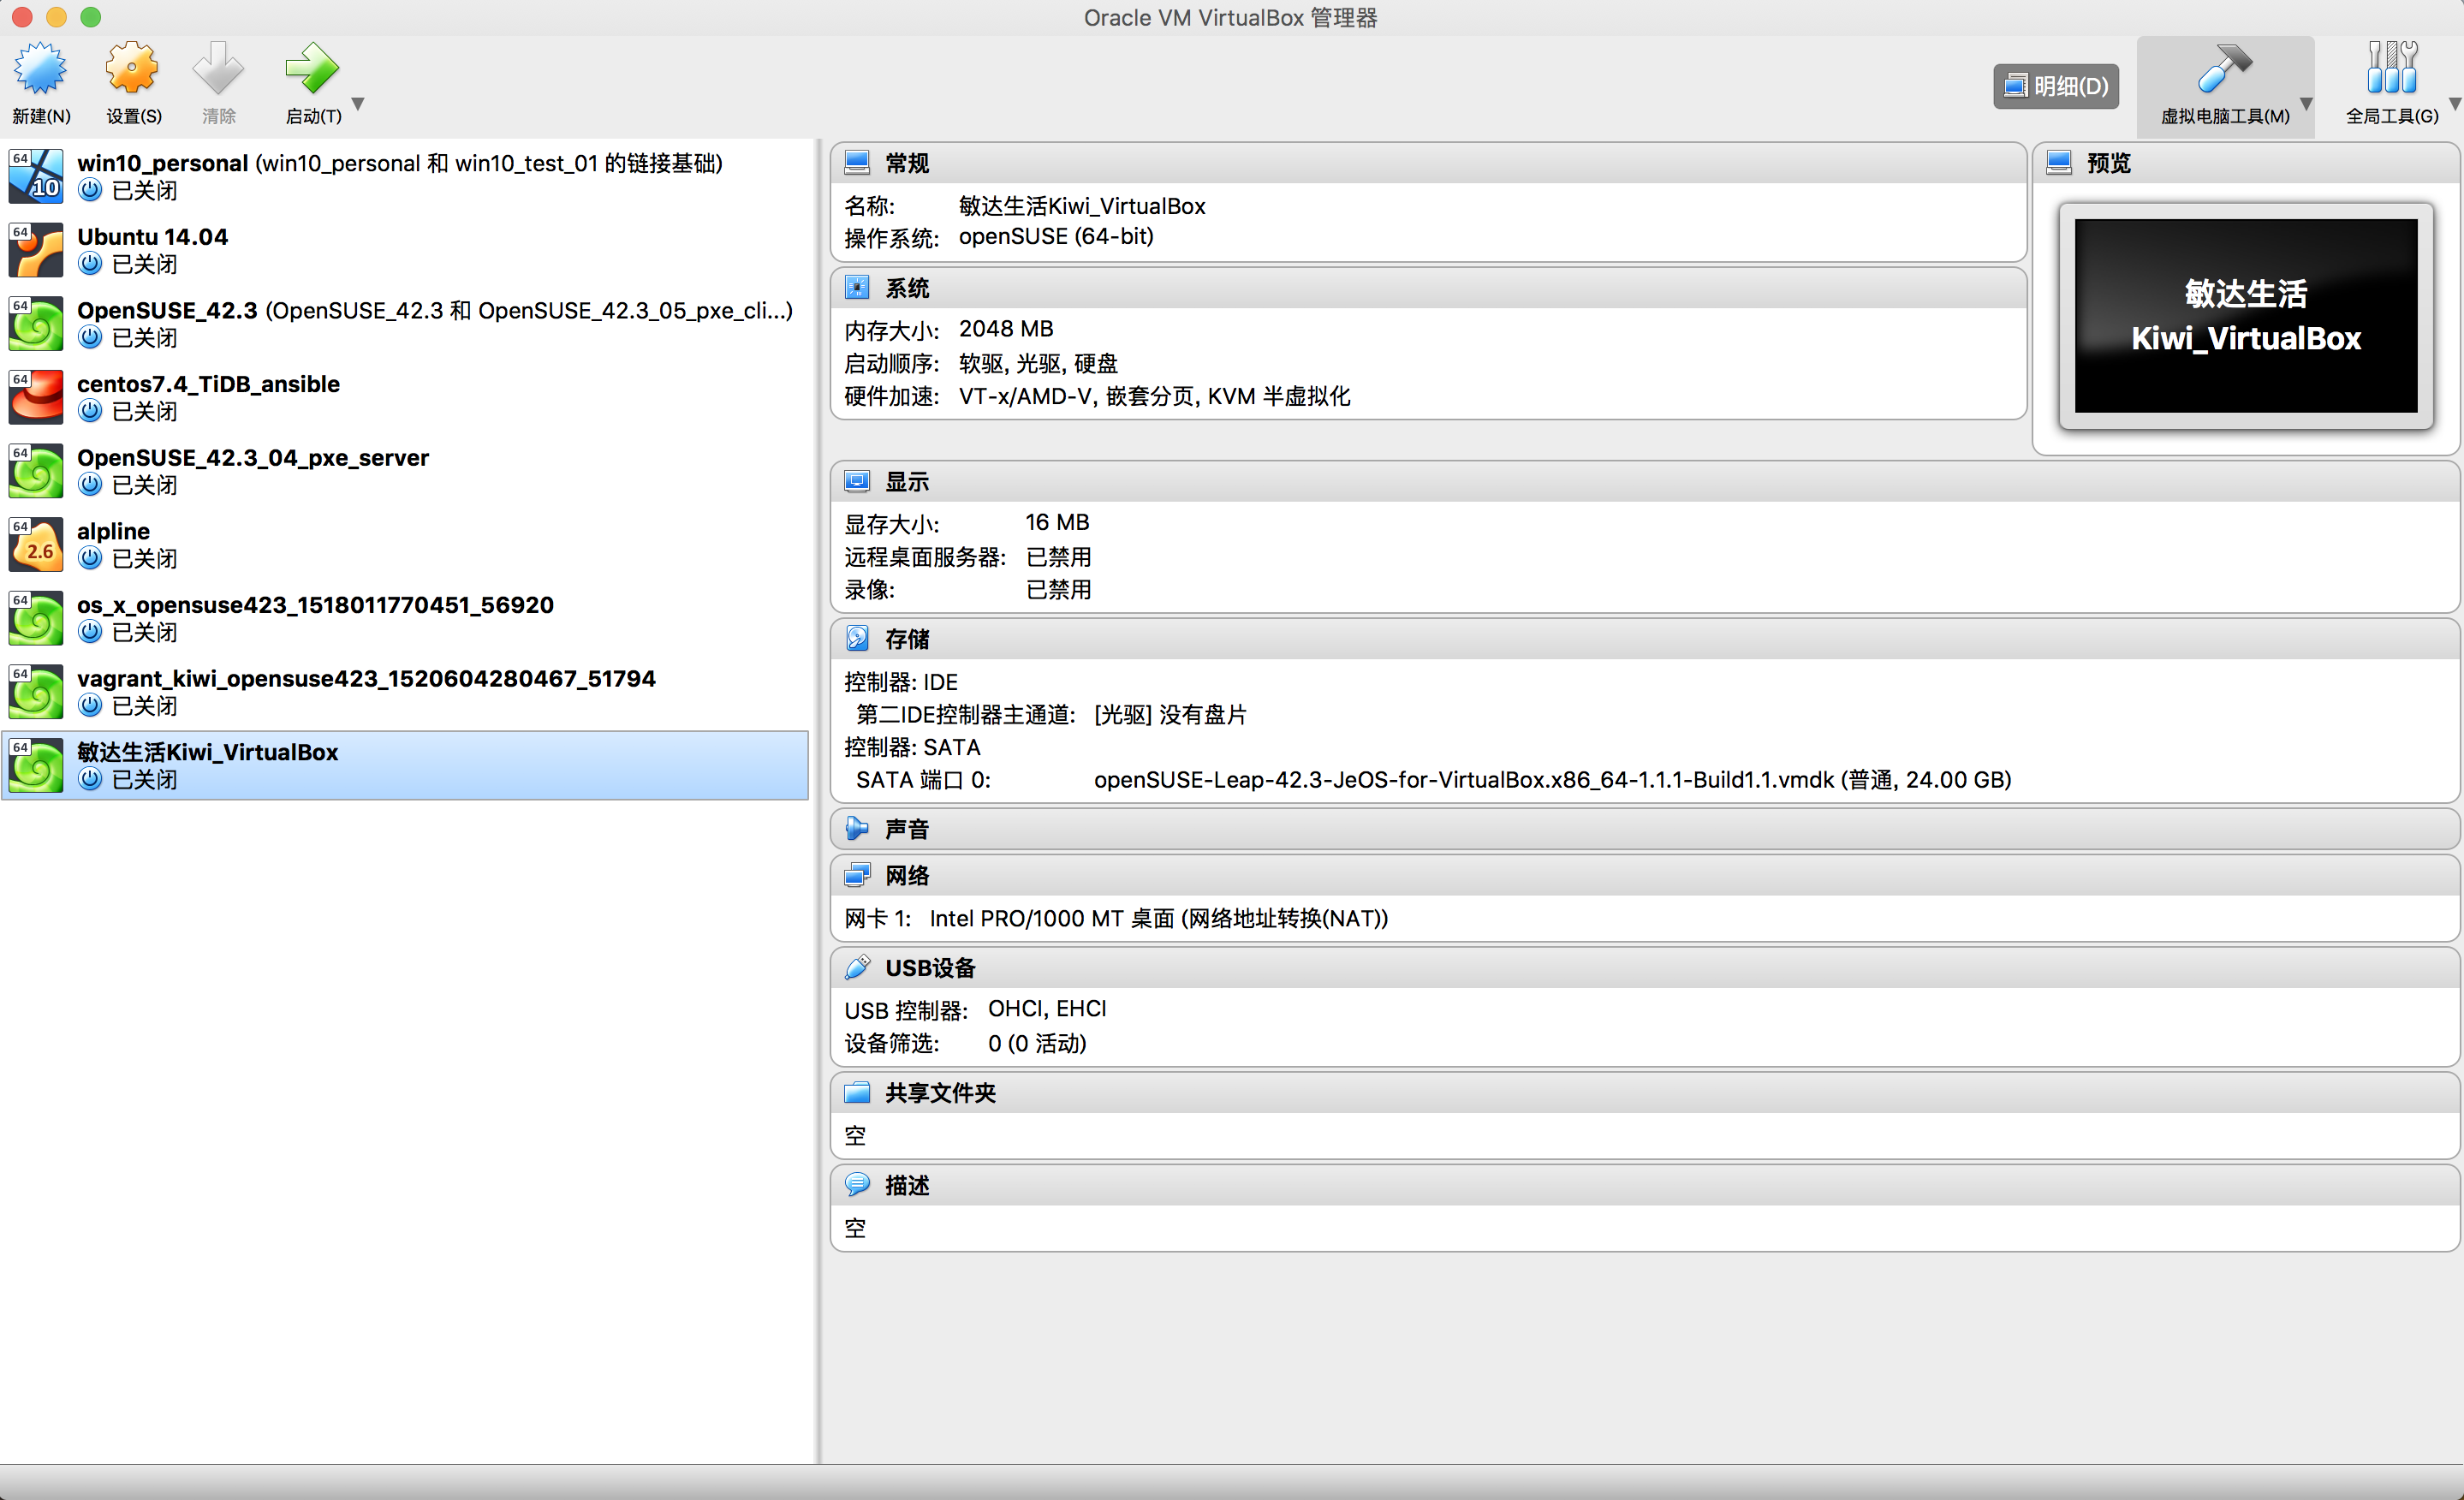 Oracle VM VirtualBox 管理器
新建(N)
设置(S)
清除
启动(T)
明细(D)
虚拟电脑工具(M)
全局工具(G)
64
10
win10_personal (win10_personal 和 win10_test_01 的链接基础)
已关闭
64
Ubuntu 14.04
已关闭
64
OpenSUSE_42.3 (OpenSUSE_42.3 和 OpenSUSE_42.3_05_pxe_cli...)
已关闭
64
centos7.4_TiDB_ansible
已关闭
64
OpenSUSE_42.3_04_pxe_server
已关闭
64
2.6
alpline
已关闭
64
os_x_opensuse423_1518011770451_56920
已关闭
64
vagrant_kiwi_opensuse423_1520604280467_51794
已关闭
64
敏达生活Kiwi_VirtualBox
已关闭
常规
名称: 敏达生活Kiwi_VirtualBox
操作系统: openSUSE (64-bit)
系统
内存大小: 2048 MB
启动顺序: 软驱, 光驱, 硬盘
硬件加速: VT-x/AMD-V, 嵌套分页, KVM 半虚拟化
预览
敏达生活
Kiwi_VirtualBox
显示
显存大小: 16 MB
远程桌面服务器: 已禁用
录像: 已禁用
存储
控制器: IDE
第二IDE控制器主通道: [光驱] 没有盘片
控制器: SATA
SATA 端口 0: openSUSE-Leap-42.3-JeOS-for-VirtualBox.x86_64-1.1.1-Build1.1.vmdk (普通, 24.00 GB)
声音
网络
网卡 1: Intel PRO/1000 MT 桌面 (网络地址转换(NAT))
USB设备
USB 控制器: OHCI, EHCI
设备筛选: 0 (0 活动)
共享文件夹
空
描述
空